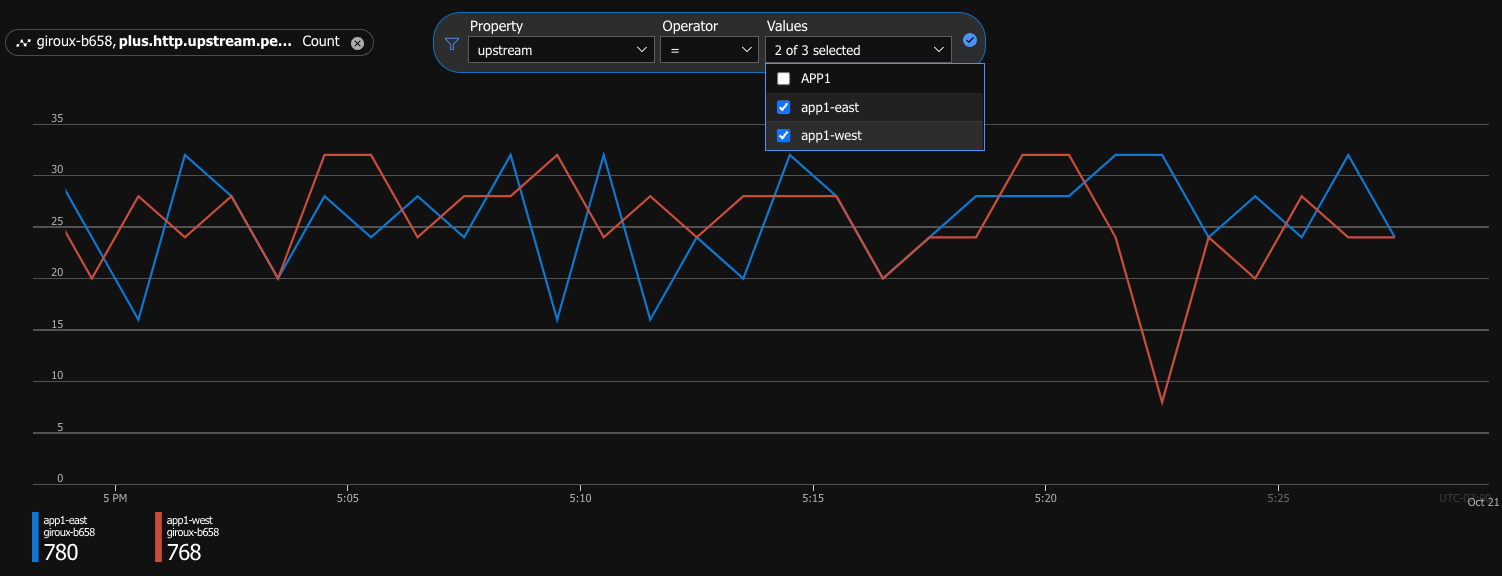 giroux-b658, plus.http.upstream.pe... Count
Property Operator Values
upstream = 2 of 3 selected
APP1
app1-east
app1-west
35
30
25
20
15
10
5
0
5 PM 5:05 5:10 5:15 5:20 5:25 UTC-07:00
Oct 21
app1-east app1-west
giroux-b658 giroux-b658
780 768